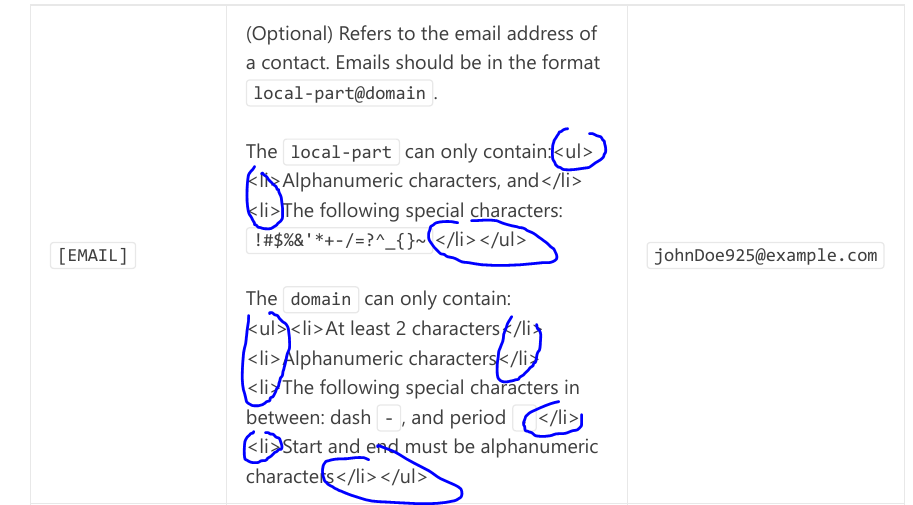 (Optional) Refers to the email address of
a contact. Emails should be in the format
local-part@domain.
The local-part can only contain:<ul>
<li>Alphanumeric characters, and</li>
<li>The following special characters:
!#$%&'*+-/=?^_{}~</li></ul>
[EMAIL]
johnDoe925@example.com
The domain can only contain:
<ul><li>At least 2 characters</li>
<li>Alphanumeric characters</li>
<li>The following special characters in
between: dash -, and period </li>
<li>Start and end must be alphanumeric
characters</li></ul>